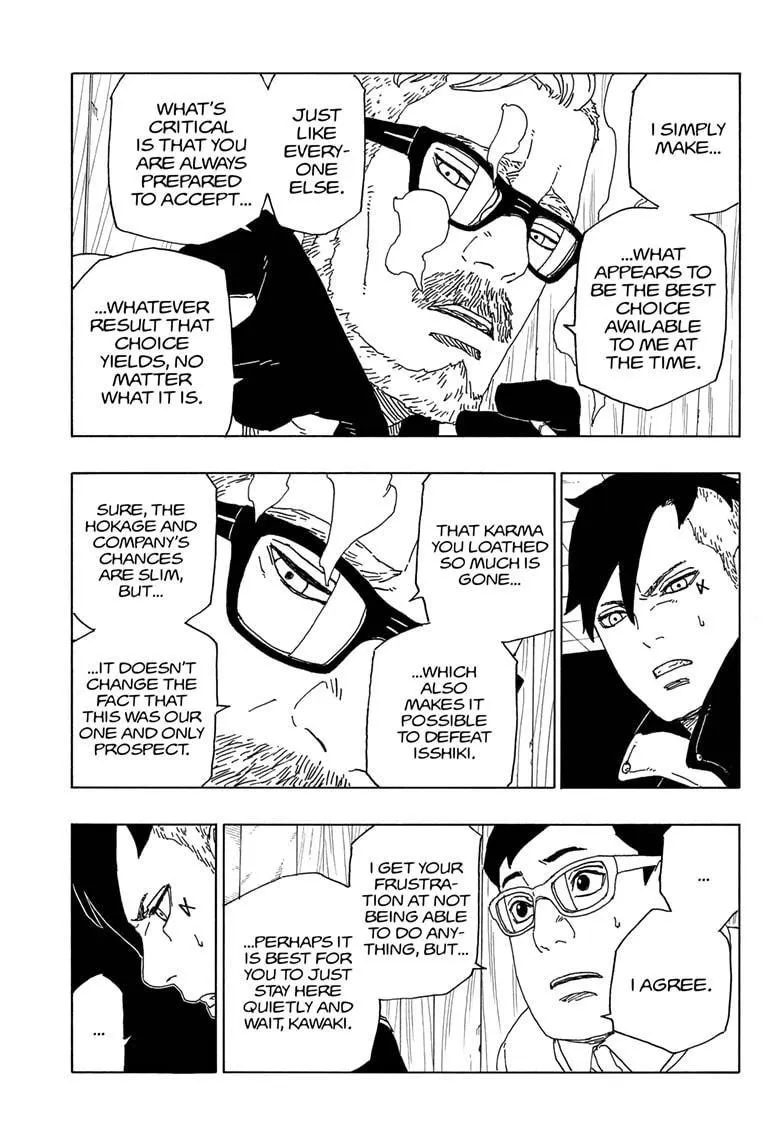 I SIMPLY
MAKE...
...WHAT
APPEARS TO
BE THE BEST
CHOICE
AVAILABLE
TO ME AT
THE TIME.
JUST
LIKE
EVERY-
ONE
ELSE.
WHAT'S
CRITICAL
IS THAT YOU
ARE ALWAYS
PREPARED
TO ACCEPT...
...WHATEVER
RESULT THAT
CHOICE
YIELDS, NO
MATTER
WHAT IT IS.
THAT KARMA
YOU LOATHED
SO MUCH IS
GONE...
...WHICH
ALSO
MAKES IT
POSSIBLE
TO DEFEAT
ISSHIKI.
SURE, THE
HOKAGE AND
COMPANY'S
CHANCES
ARE SLIM,
BUT...
...IT DOESN'T
CHANGE THE
FACT THAT
THIS WAS OUR
ONE AND ONLY
PROSPECT.
...
I AGREE.
I GET YOUR
FRUSTRA-
TION AT NOT
BEING ABLE
TO DO ANY-
THING, BUT...
...PERHAPS IT
IS BEST FOR
YOU TO JUST
STAY HERE
QUIETLY AND
WAIT, KAWAKI.
...